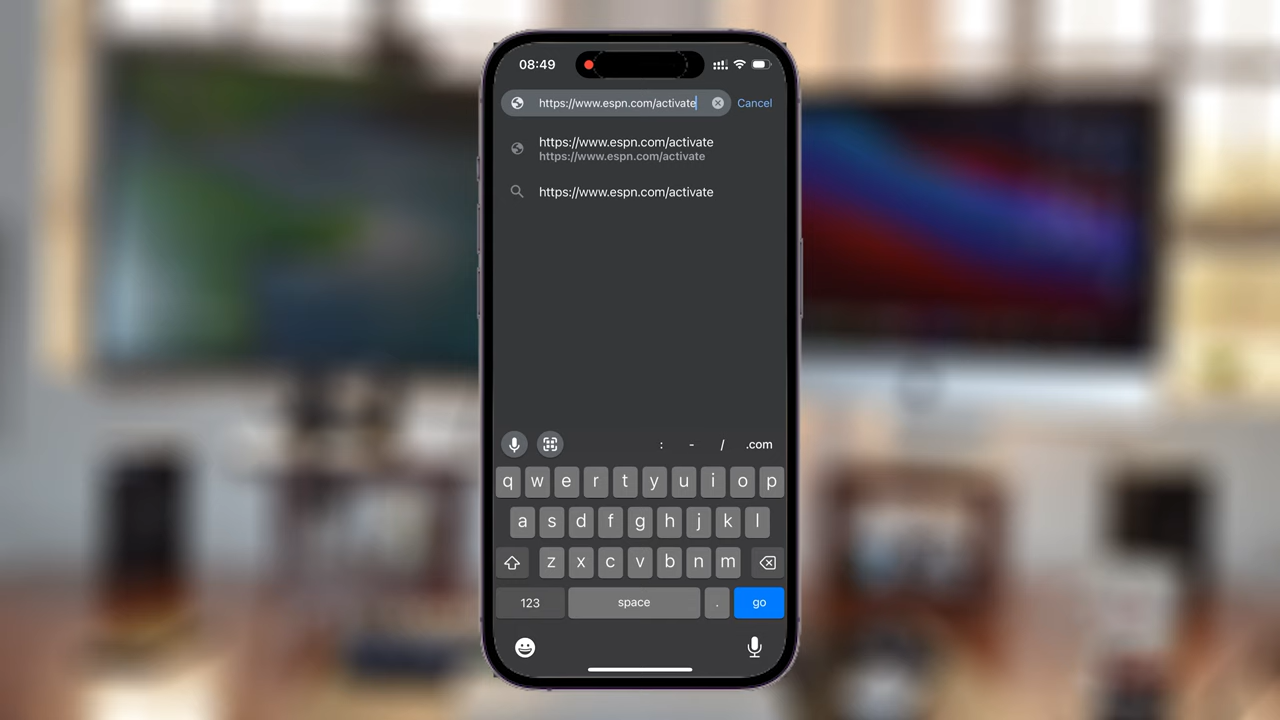 08:49
https://www.espn.com/activate
Cancel
https://www.espn.com/activate
https://www.espn.com/activate
https://www.espn.com/activate
: - / .com
q w e r t y u i o p
a s d f g h j k l
z x c v b n m
123 space . go